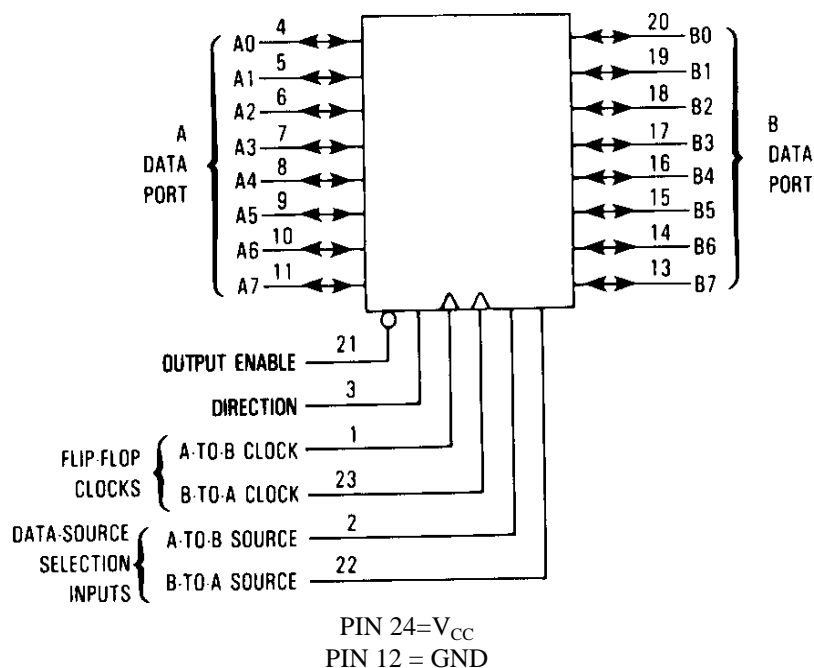 A0 4
A1 5
A2 6
A3 7
A4 8
A5 9
A6 10
A7 11
A
DATA
PORT
20 B0
19 B1
18 B2
17 B3
16 B4
15 B5
14 B6
13 B7
B
DATA
PORT
OUTPUT ENABLE 21
DIRECTION 3
FLIP-FLOP
CLOCKS
A-TO-B CLOCK 1
B-TO-A CLOCK 23
DATA-SOURCE
SELECTION
INPUTS
A-TO-B SOURCE 2
B-TO-A SOURCE 22
PIN 24=VCC
PIN 12 = GND